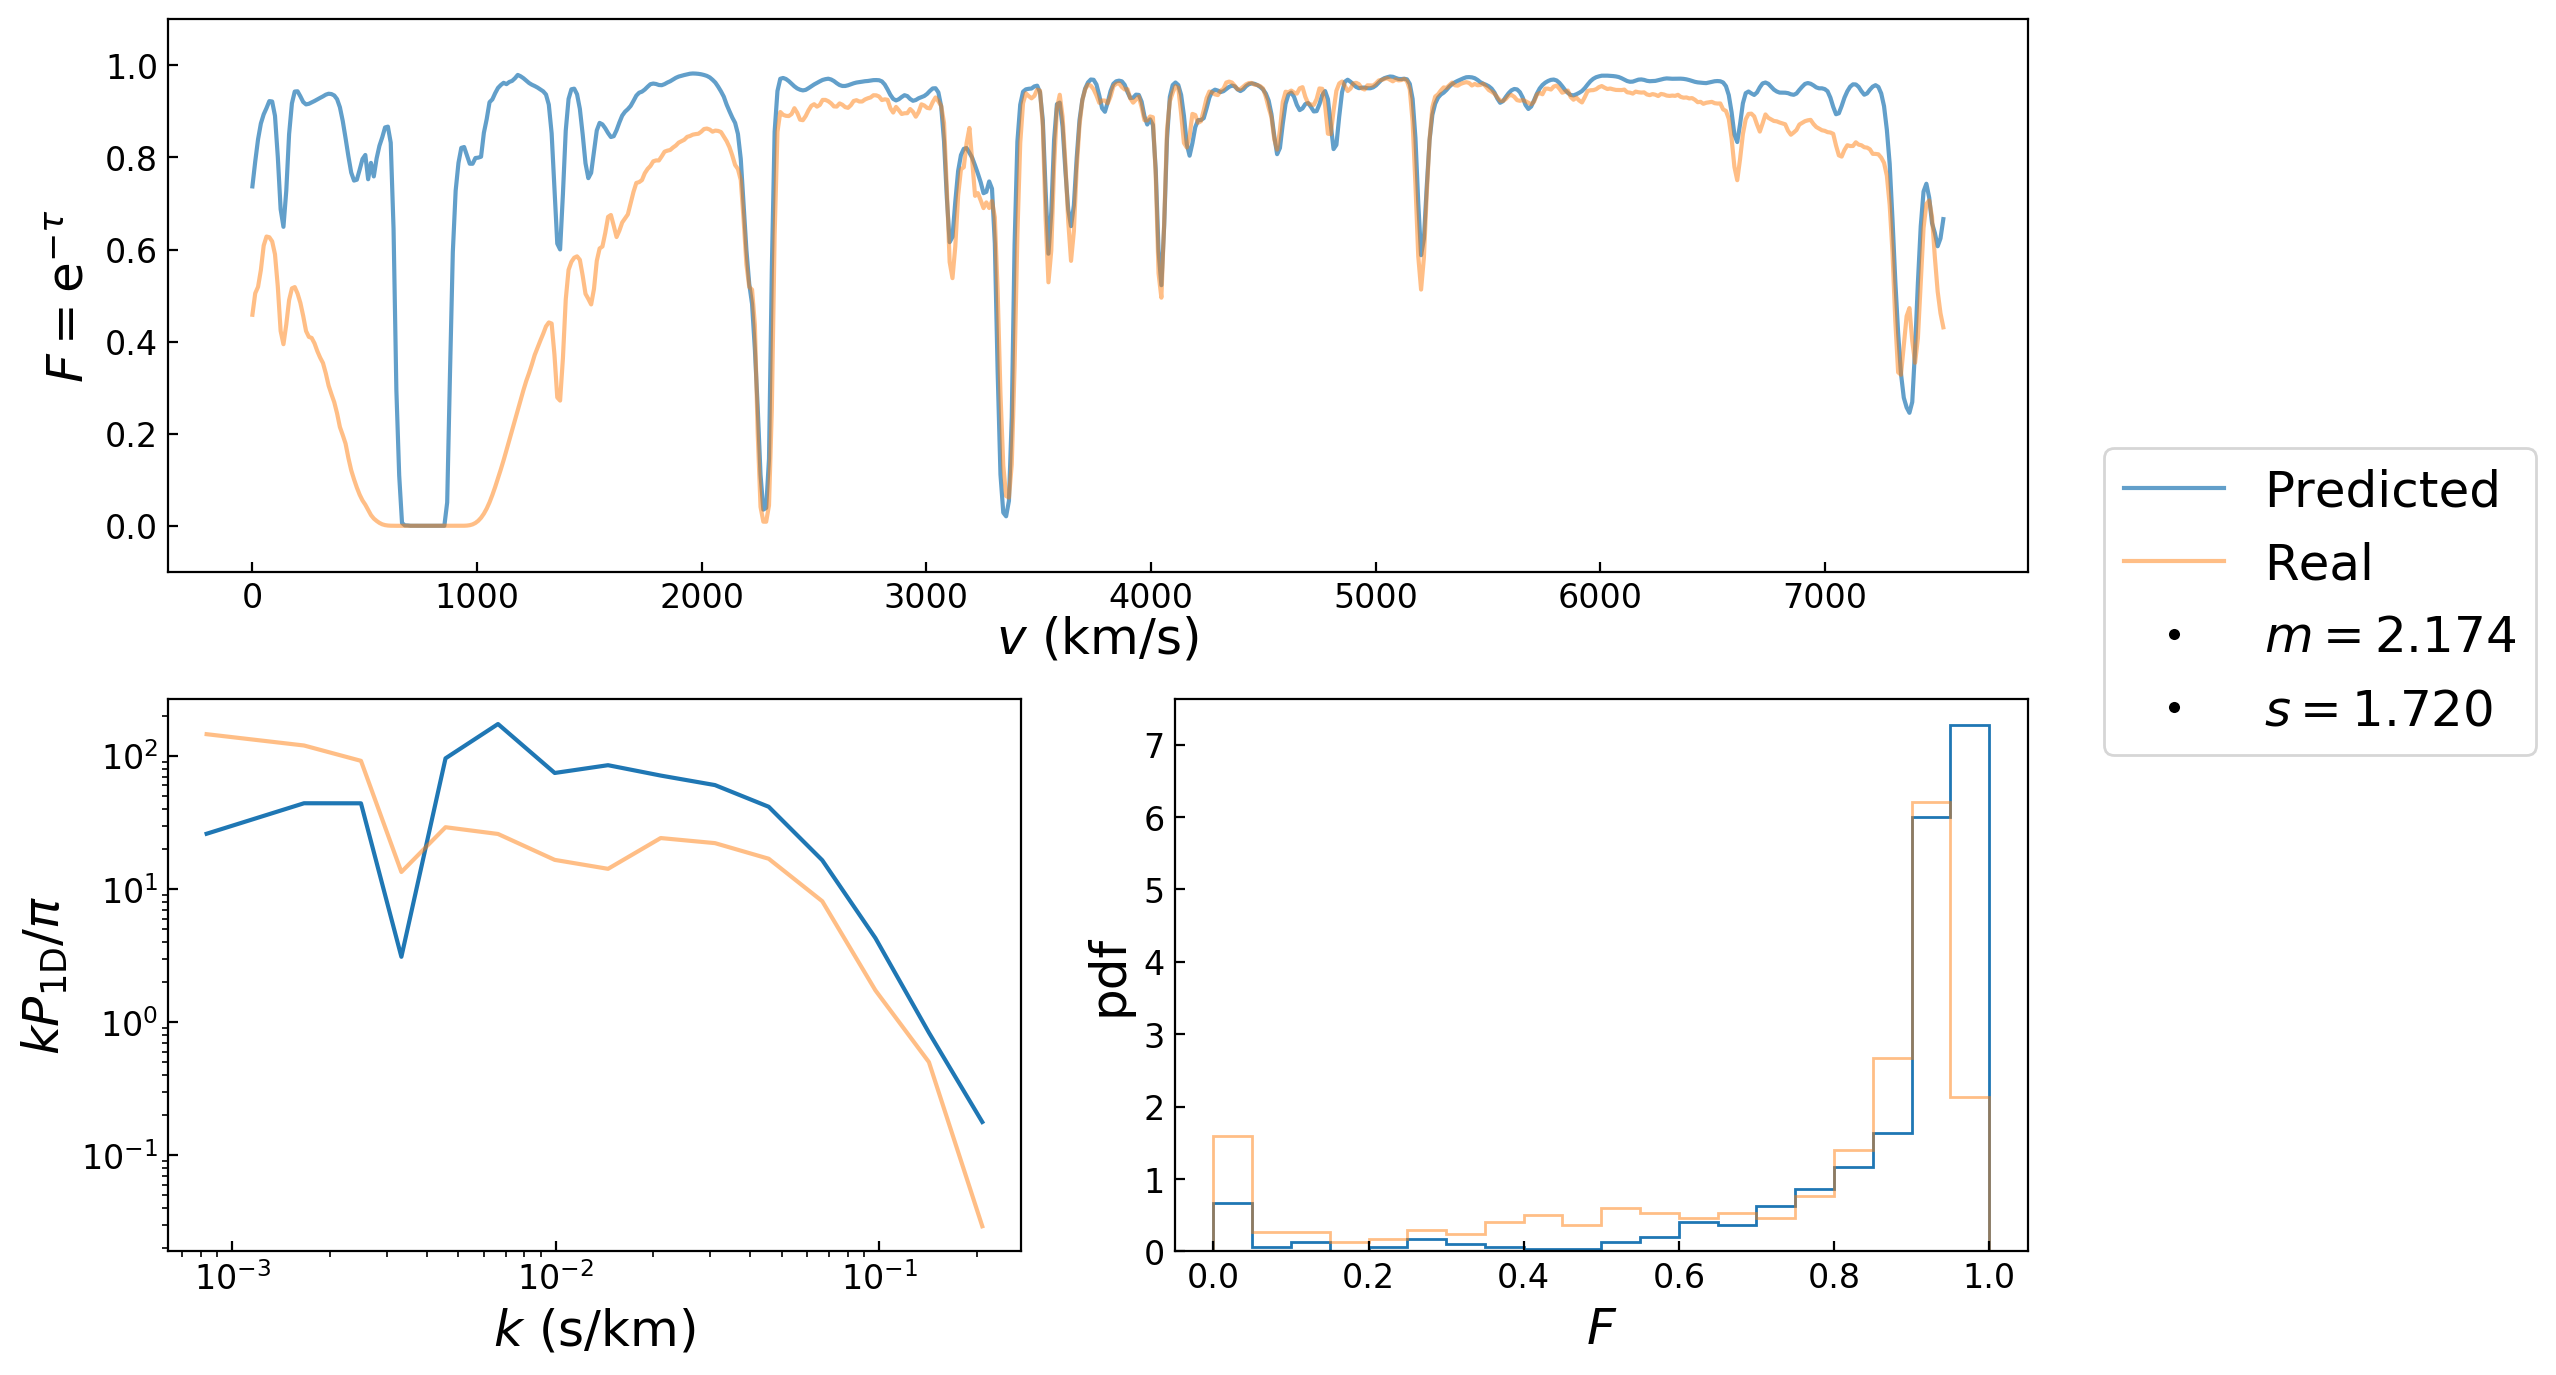 1.0
0.8
0.6
0.4
0.2
0.0
F = e^{−τ}
0 1000 2000 3000 4000 5000 6000 7000
v (km/s)
Predicted
Real
m = 2.174
s = 1.720
10^2
10^1
10^0
10^{−1}
kP_{1D}/π
10^{−3} 10^{−2} 10^{−1}
k (s/km)
7
6
5
4
3
2
1
0
pdf
0.0 0.2 0.4 0.6 0.8 1.0
F